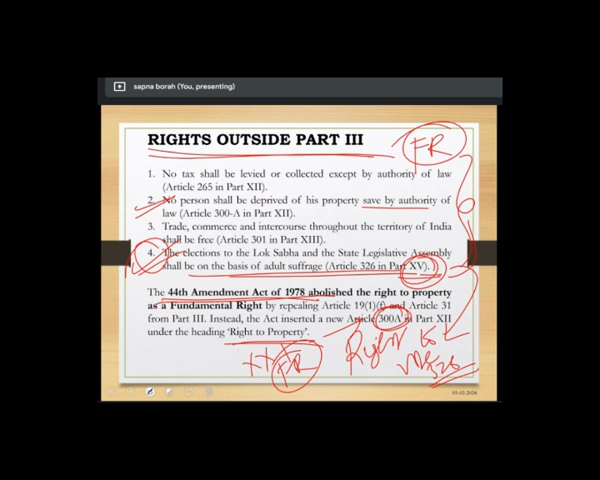 sapna borah (You, presenting)
RIGHTS OUTSIDE PART III
FR
1. No tax shall be levied or collected except by authority of law
(Article 265 in Part XII).
2. No person shall be deprived of his property save by authority of
law (Article 300-A in Part XII).
3. Trade, commerce and intercourse throughout the territory of India
shall be free (Article 301 in Part XIII).
4. The elections to the Lok Sabha and the State Legislative Assembly
shall be on the basis of adult suffrage (Article 326 in Part XV).
The 44th Amendment Act of 1978 abolished the right to property
as a Fundamental Right by repealing Article 19(1)(f) and Article 31
from Part III. Instead, the Act inserted a new Article 300A in Part XII
under the heading ‘Right to Property’.
Right to
FR
326
05-02-2024